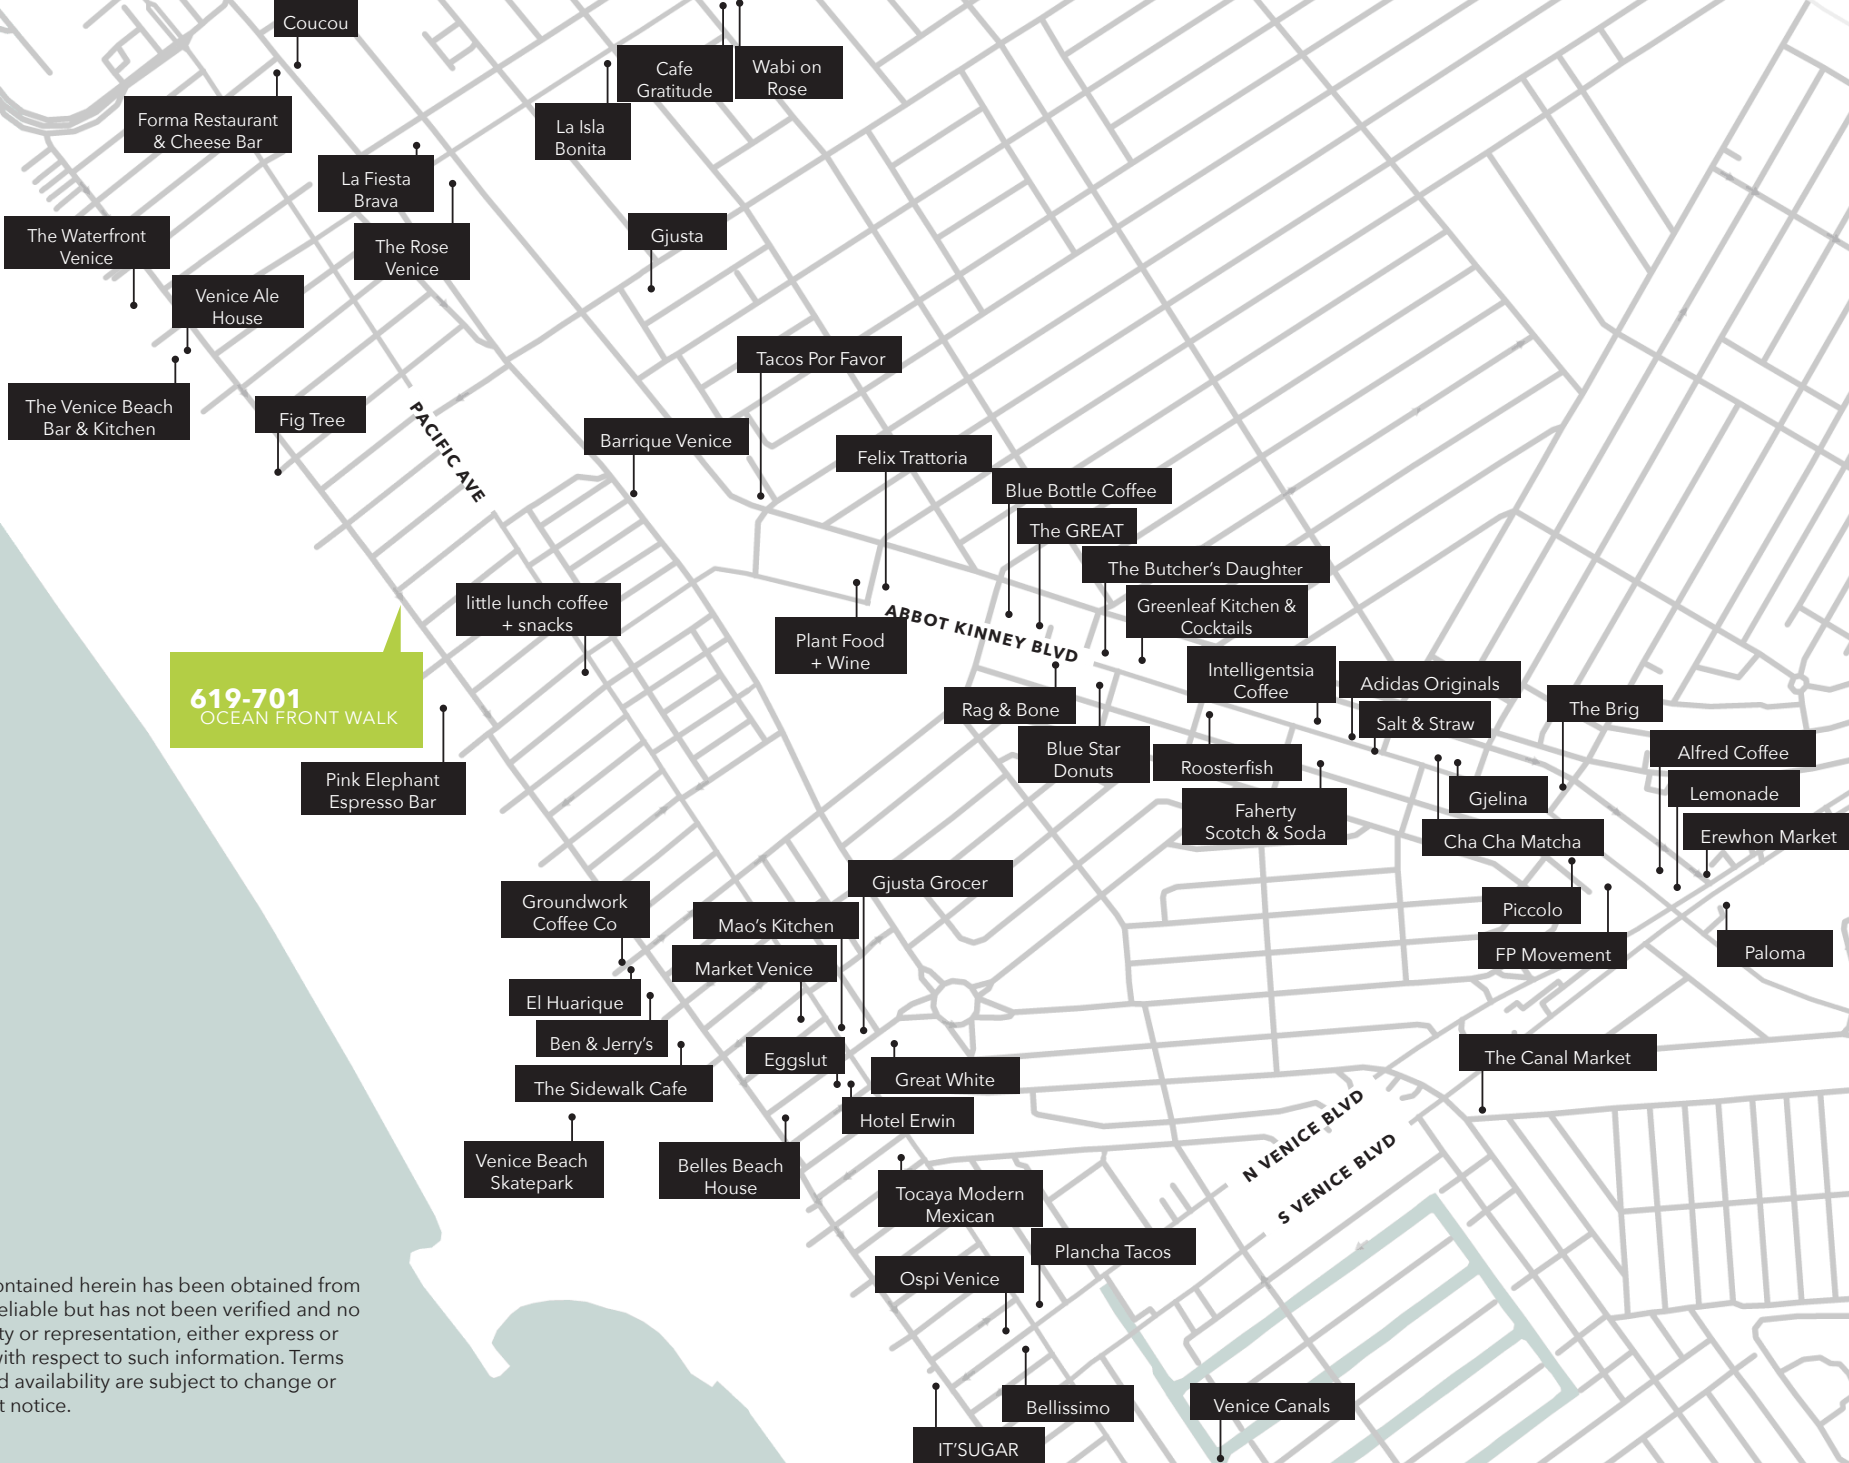 Coucou
Cafe
Gratitude
Wabi on
Rose
Forma Restaurant
& Cheese Bar
La Isla
Bonita
La Fiesta
Brava
The Waterfront
Venice
The Rose
Venice
Gjusta
Venice Ale
House
Tacos Por Favor
The Venice Beach
Bar & Kitchen
Fig Tree
PACIFIC AVE
Barrique Venice
Felix Trattoria
Blue Bottle Coffee
The GREAT
The Butcher’s Daughter
Greenleaf Kitchen &
Cocktails
little lunch coffee
+ snacks
ABBOT KINNEY BLVD
Plant Food
+ Wine
Intelligentsia
Coffee
Adidas Originals
Salt & Straw
The Brig
619-701
OCEAN FRONT WALK
Rag & Bone
Blue Star
Donuts
Roosterfish
Alfred Coffee
Lemonade
Pink Elephant
Espresso Bar
Gjelina
Faherty
Scotch & Soda
Cha Cha Matcha
Erewhon Market
Gjusta Grocer
Groundwork
Coffee Co
Mao’s Kitchen
Piccolo
Market Venice
FP Movement
Paloma
El Huarique
Ben & Jerry’s
Eggslut
The Canal Market
The Sidewalk Cafe
Great White
Hotel Erwin
N VENICE BLVD
S VENICE BLVD
Venice Beach
Skatepark
Belles Beach
House
Tocaya Modern
Mexican
Plancha Tacos
Ospi Venice
ontained herein has been obtained from
eliable but has not been verified and no
ty or representation, either express or
with respect to such information. Terms
d availability are subject to change or
t notice.
Bellissimo
Venice Canals
IT’SUGAR